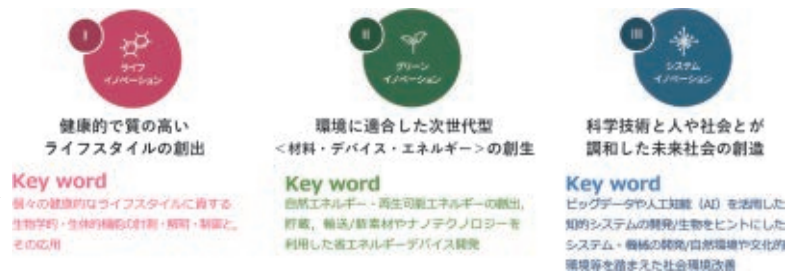 I
ライフ
イノベーション
健康的で質の高い
ライフスタイルの創出
Key word
個々の健康的なライフスタイルに資する
生物学的・生体的機能の計測・解明・制御と、
その応用
II
グリーン
イノベーション
環境に適合した次世代型
<材料・デバイス・エネルギー>の創生
Key word
自然エネルギー・再生可能エネルギーの創出,
貯蔵，輸送/新素材やナノテクノロジーを
利用した省エネルギーデバイス開発
III
システム
イノベーション
科学技術と人や社会とが
調和した未来社会の創造
Key word
ビッグデータや人工知能（AI）を活用した
知的システムの開発/生物をヒントにした
システム・機械の開発/自然環境や文化的
環境等を踏まえた社会環境改善